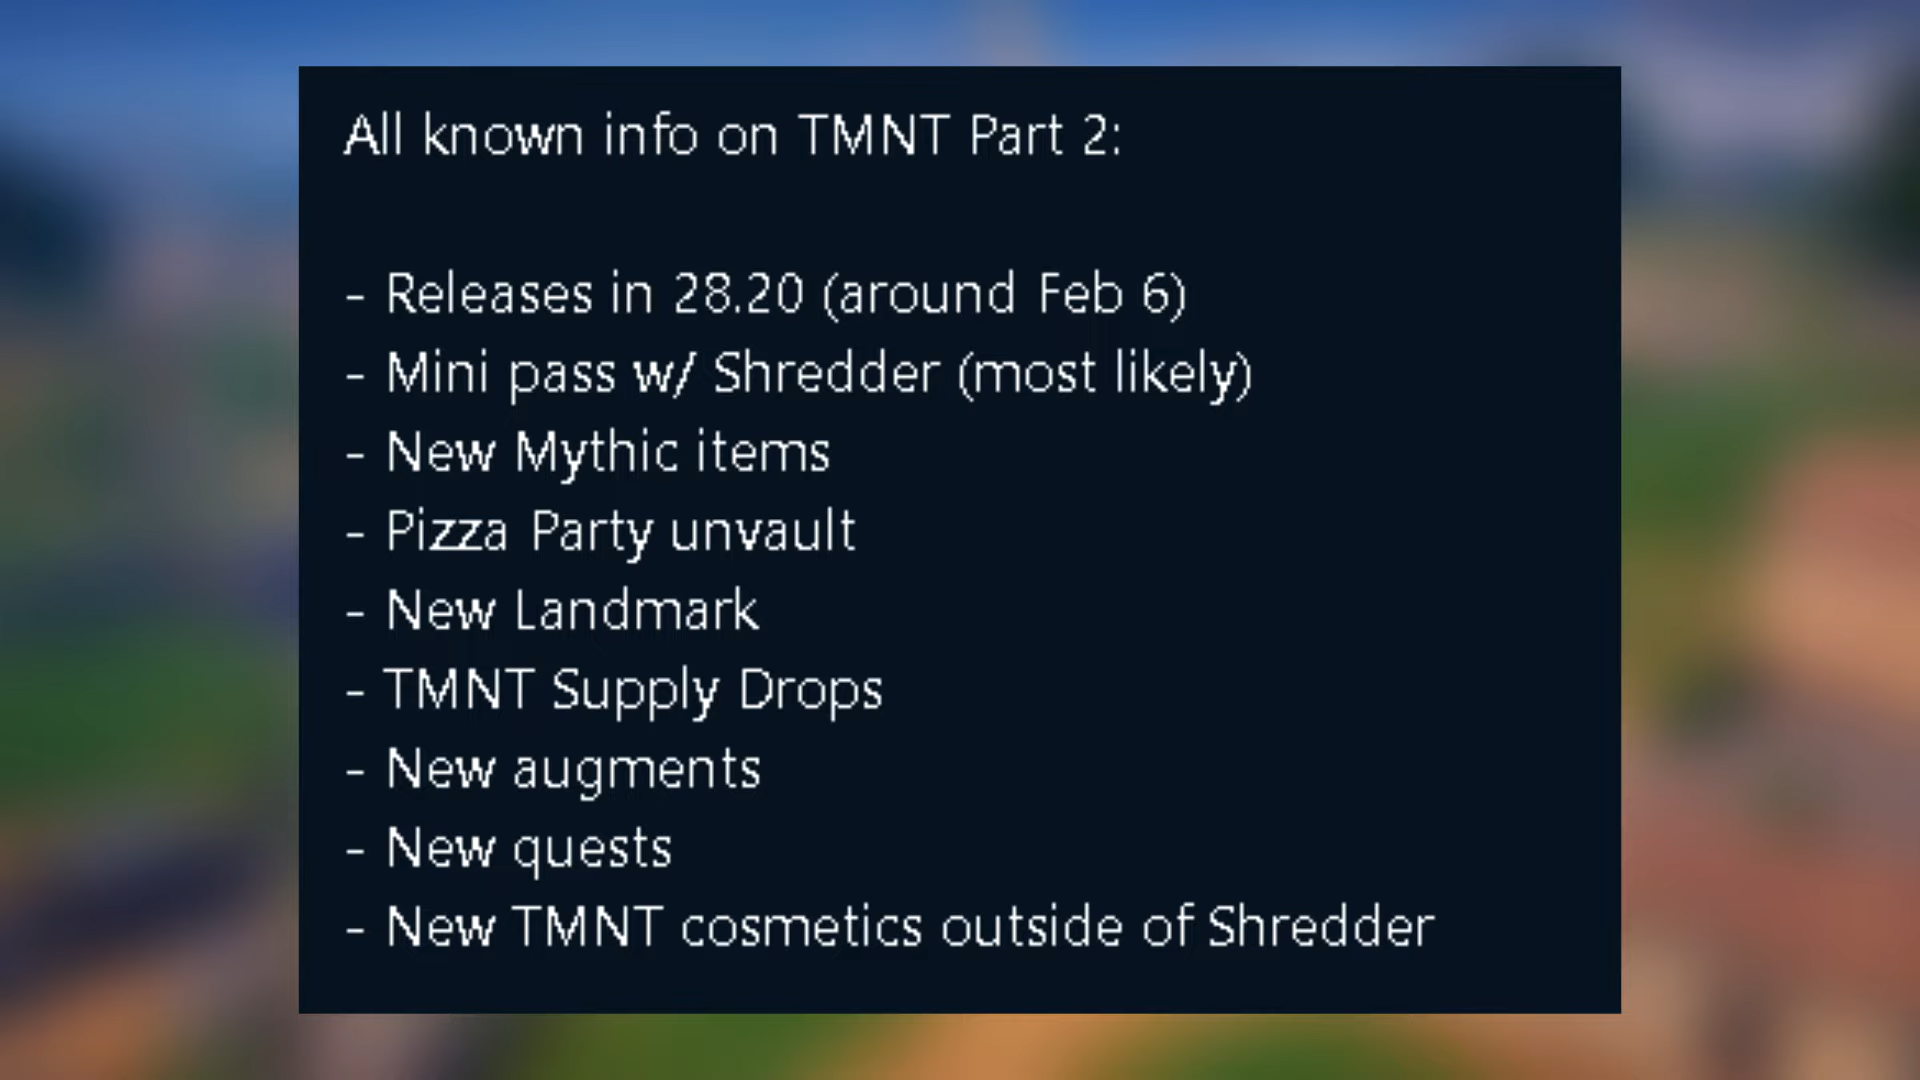 All known info on TMNT Part 2:
- Releases in 28.20 (around Feb 6)
- Mini pass w/ Shredder (most likely)
- New Mythic items
- Pizza Party unvault
- New Landmark
- TMNT Supply Drops
- New augments
- New quests
- New TMNT cosmetics outside of Shredder